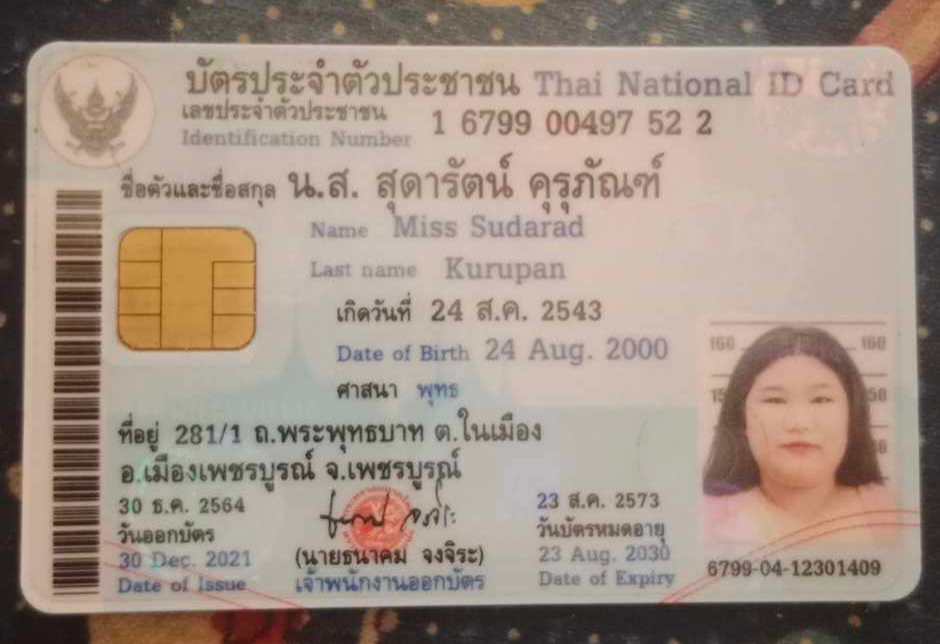 บัตรประจำตัวประชาชน Thai National ID Card
เลขประจำตัวประชาชน 1 6799 00497 52 2
Identification Number
ชื่อตัวและชื่อสกุล น.ส. สุดารัตน์ คุรุภัณฑ์
Name Miss Sudarad
Last name Kurupan
เกิดวันที่ 24 ส.ค. 2543
Date of Birth 24 Aug. 2000
ศาสนา พุทธ
ที่อยู่ 281/1 ถ.พระพุทธบาท ต.ในเมือง
อ.เมืองเพชรบูรณ์ จ.เพชรบูรณ์
30 ธ.ค. 2564
วันออกบัตร
30 Dec. 2021
Date of Issue
(นายธนาคม จงจิระ)
เจ้าพนักงานออกบัตร
23 ส.ค. 2573
วันบัตรหมดอายุ
23 Aug. 2030
Date of Expiry
160 160
6799-04-12301409